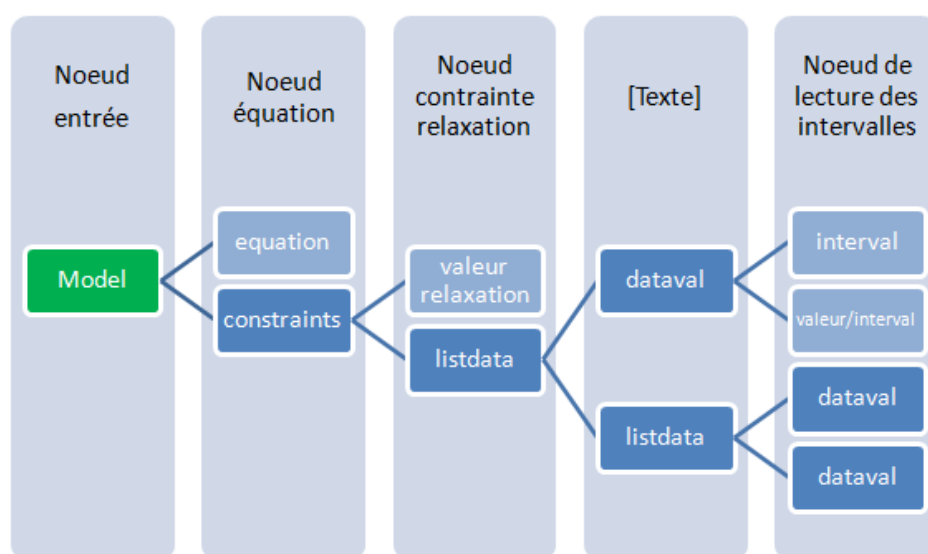 Noeud
entrée
Noeud
équation
Noeud
contrainte
relaxation
[Texte]
Noeud de
lecture des
intervalles
Model
equation
constraints
valeur
relaxation
listdata
dataval
listdata
interval
valeur/interval
dataval
dataval